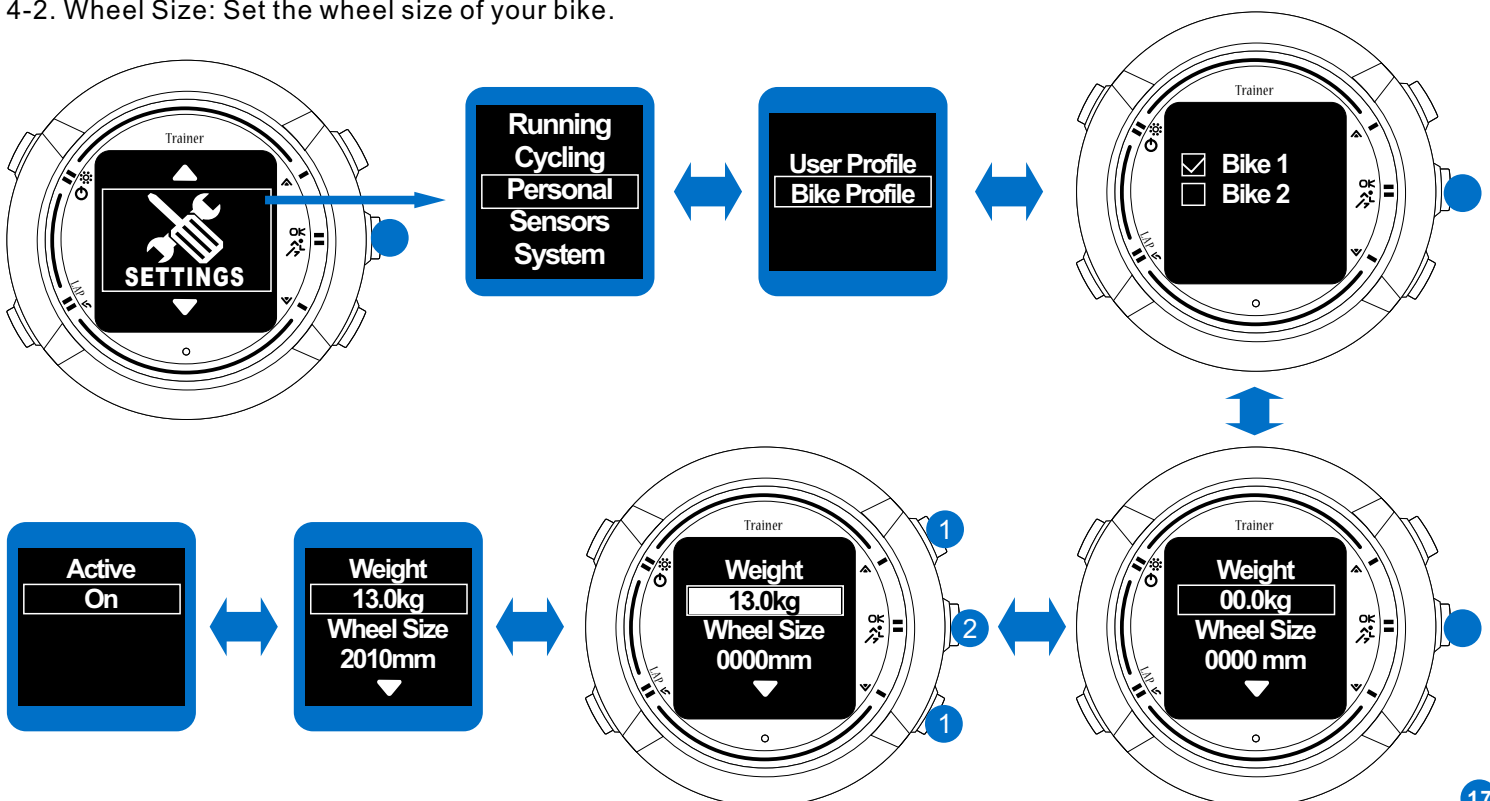 4-2. Wheel Size: Set the wheel size of your bike.
Trainer
SETTINGS
OK
LAP
Running
Cycling
Personal
Sensors
System
User Profile
Bike Profile
Trainer
Bike 1
Bike 2
OK
LAP
Active
On
Weight
13.0kg
Wheel Size
2010mm
Trainer
Weight
13.0kg
Wheel Size
0000mm
OK
LAP
1
2
1
Trainer
Weight
00.0kg
Wheel Size
0000 mm
OK
LAP
17